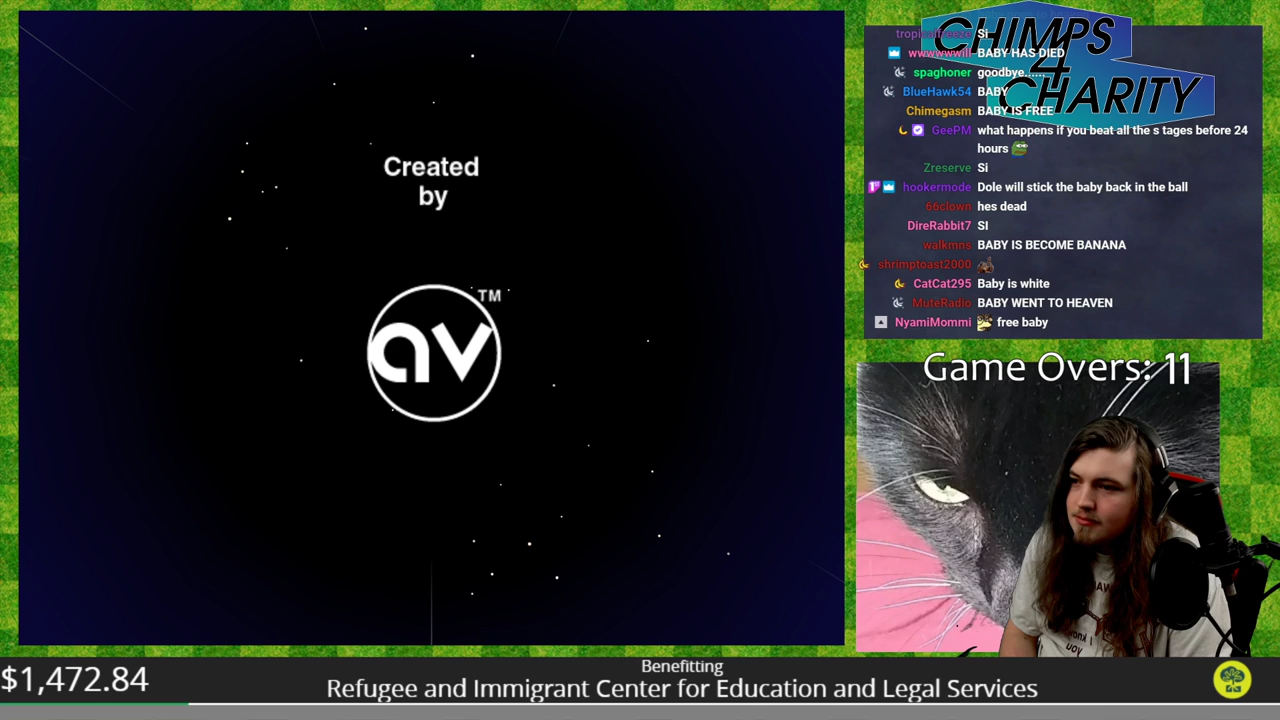 Created
by
av
TM
CHIMPS
4
CHARITY
tropicalfreeze Si
wwwwwwill BABY HAS DIED
spaghoner goodbye......
BlueHawk54 BABY
Chimegasm BABY IS FREE
GeePM what happens if you beat all the s tages before 24
hours
Zreserve Si
hookermode Dole will stick the baby back in the ball
66clown hes dead
DireRabbit7 SI
walkmns BABY IS BECOME BANANA
shrimptoast2000
CatCat295 Baby is white
MuteRadio BABY WENT TO HEAVEN
NyamiMommi free baby
Game Overs: 11
$1,472.84
Benefitting
Refugee and Immigrant Center for Education and Legal Services